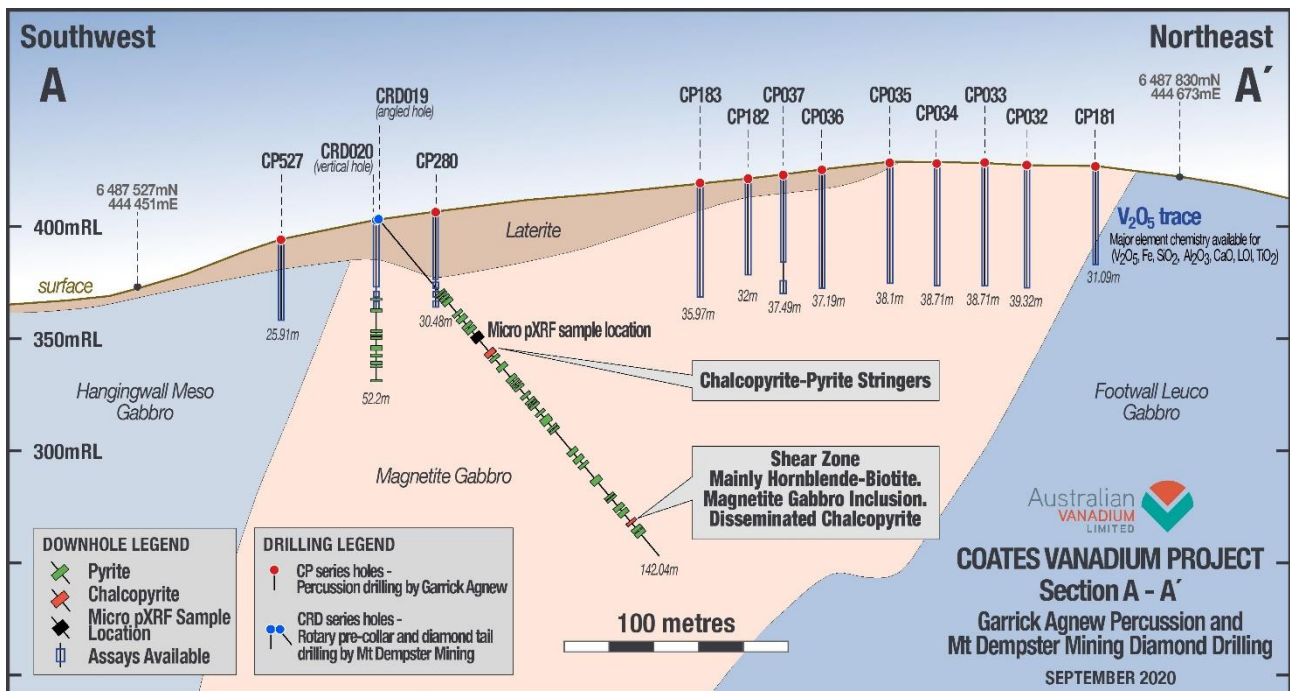 Southwest
A
Northeast
A´
6 487 830mN
444 673mE
CRD019
(angled hole)
CP183
CP037
CP035
CP033
CP181
CP182
CP036
CP034
CP032
CP527
CRD020
(vertical hole)
CP280
6 487 527mN
444 451mE
400mRL
Laterite
V₂O₅ trace
Major element chemistry available for
(V₂O₅, Fe, SiO₂, Al₂O₃, CaO, LOI, TiO₂)
surface
31.09m
32m
37.49m
37.19m
38.1m
38.71m
38.71m
39.32m
35.97m
25.91m
30.48m
Micro pXRF sample location
350mRL
Chalcopyrite-Pyrite Stringers
52.2m
Hangingwall Meso
Gabbro
Footwall Leuco
Gabbro
300mRL
Magnetite Gabbro
Shear Zone
Mainly Hornblende-Biotite.
Magnetite Gabbro Inclusion.
Disseminated Chalcopyrite
142.04m
Australian
VANADIUM
LIMITED
DOWNHOLE LEGEND
Pyrite
Chalcopyrite
Micro pXRF Sample
Location
Assays Available
DRILLING LEGEND
CP series holes -
Percussion drilling by Garrick Agnew
CRD series holes -
Rotary pre-collar and diamond tail
drilling by Mt Dempster Mining
100 metres
COATES VANADIUM PROJECT
Section A - A´
Garrick Agnew Percussion and
Mt Dempster Mining Diamond Drilling
SEPTEMBER 2020